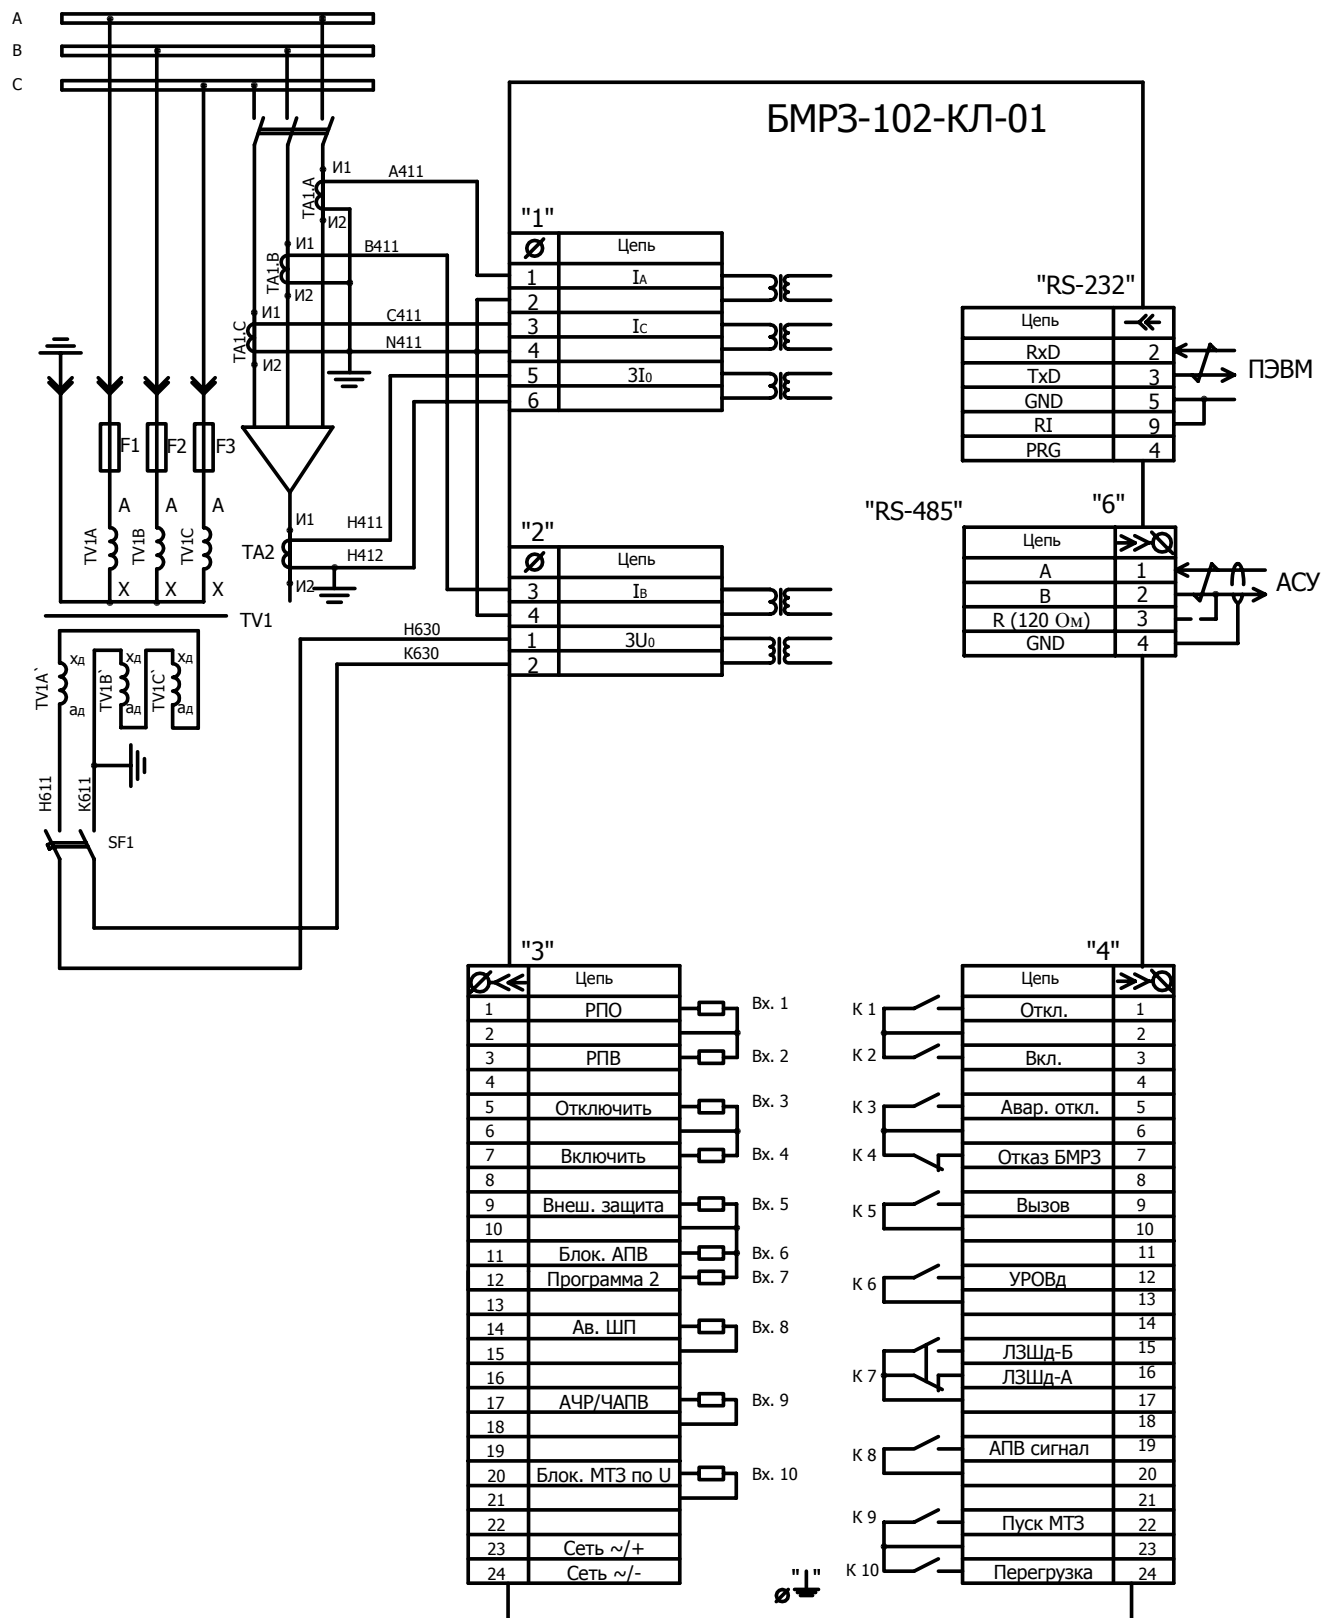 A
B
C
БМРЗ-102-КЛ-01
И1
TA1.A
И2
A411
И1
TA1.B
И2
B411
И1
TA1.C
И2
C411
N411
"1"
Цепь
1 IA
2
3 IC
4
5 3I0
6
"RS-232"
Цепь
RxD 2
TxD 3
GND 5
RI 9
PRG 4
ПЭВМ
F1
F2
F3
A A A
TV1A
TV1B
TV1C
X X X
TV1
И1
TA2
И2
H411
H412
"2"
Цепь
3 IB
4
1 3U0
2
H630
K630
"RS-485"
"6"
Цепь
A 1
B 2
R (120 Ом) 3
GND 4
АСУ
TV1A`
xд
aд
TV1B`
xд
aд
TV1C`
xд
aд
H611
K611
SF1
"3"
Цепь
1 РПО Вх. 1
2
3 РПВ Вх. 2
4
5 Отключить Вх. 3
6
7 Включить Вх. 4
8
9 Внеш. защита Вх. 5
10
11 Блок. АПВ Вх. 6
12 Программа 2 Вх. 7
13
14 Ав. ШП Вх. 8
15
16
17 АЧР/ЧАПВ Вх. 9
18
19
20 Блок. МТЗ по U Вх. 10
21
22
23 Сеть ~/+
24 Сеть ~/-
"4"
Цепь
К 1 Откл. 1
2
К 2 Вкл. 3
4
К 3 Авар. откл. 5
6
К 4 Отказ БМРЗ 7
8
К 5 Вызов 9
10
11
К 6 УРОВд 12
13
14
ЛЗШд-Б 15
К 7 ЛЗШд-А 16
17
18
К 8 АПВ сигнал 19
20
21
К 9 Пуск МТЗ 22
23
К 10 Перегрузка 24